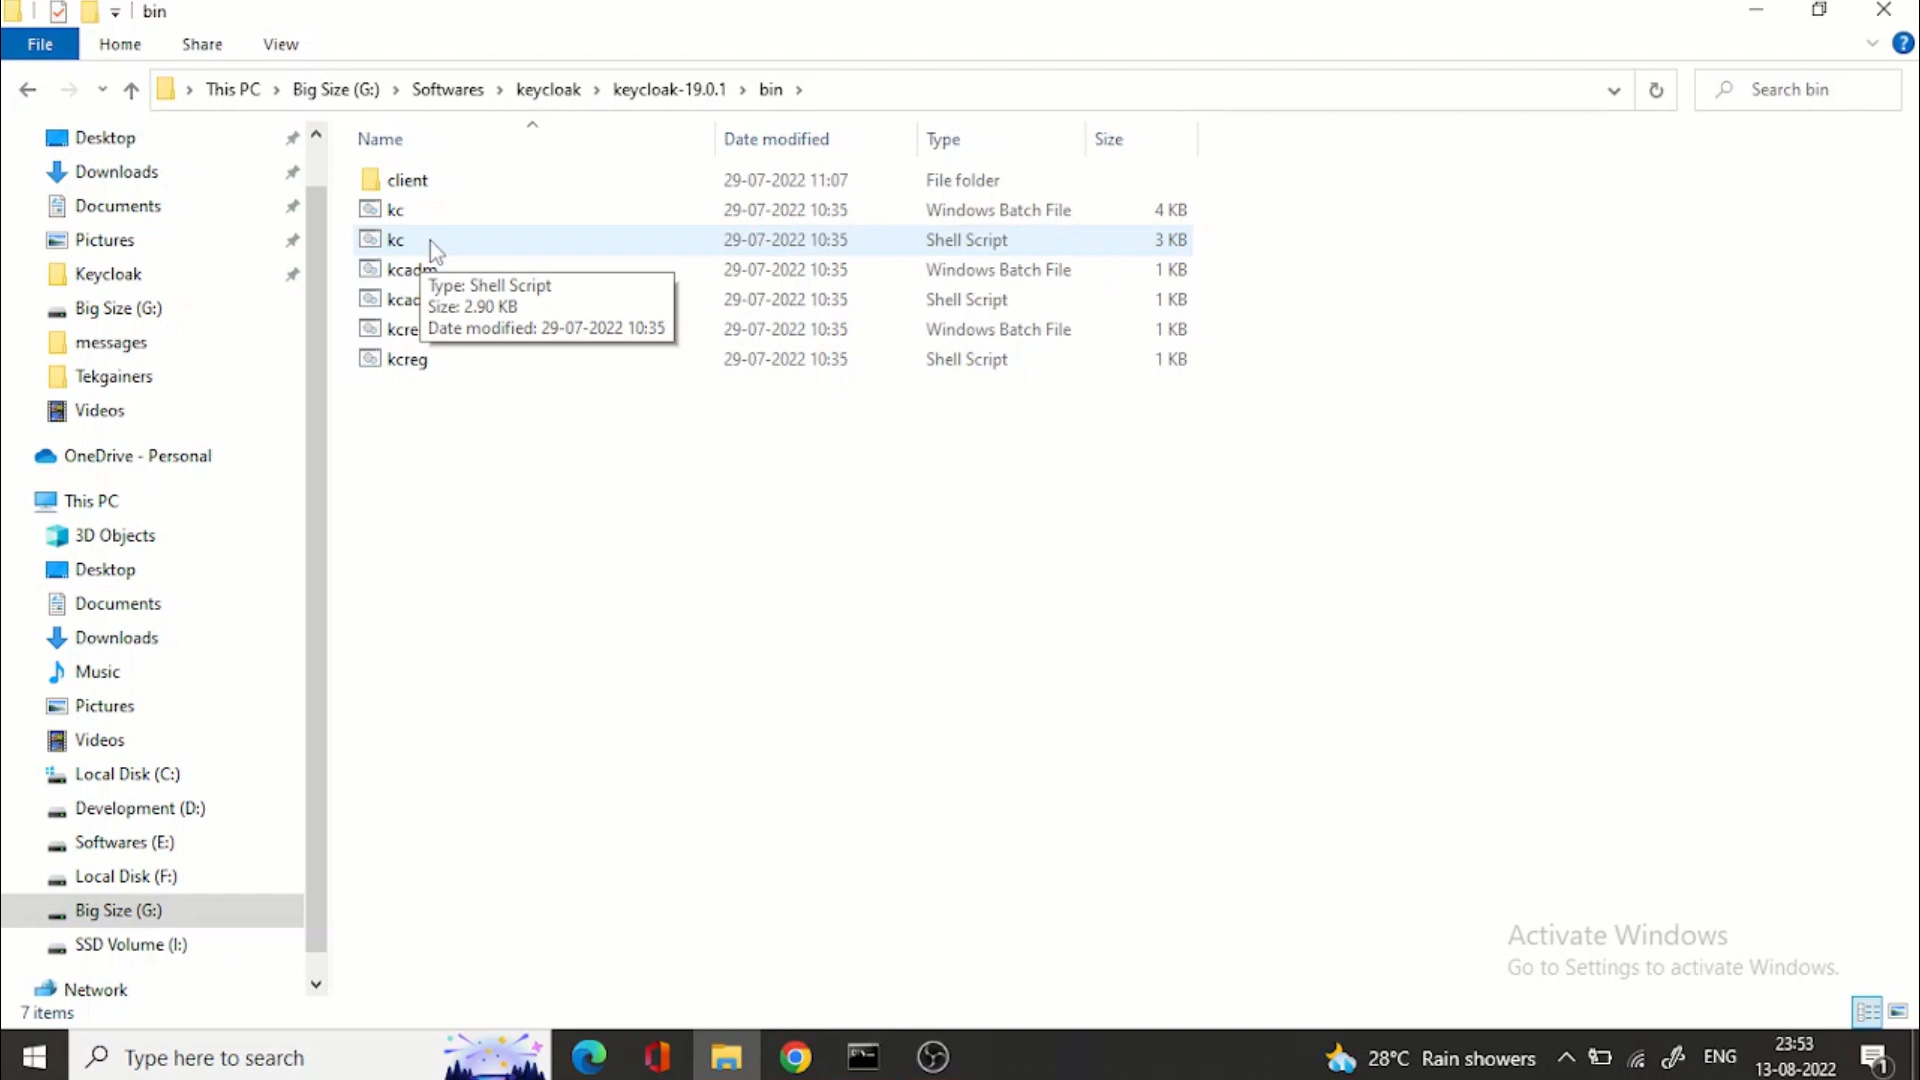 bin
File Home Share View
This PC Big Size (G:) Softwares keycloak keycloak-19.0.1 bin
Search bin
Name Date modified Type Size
Desktop
Downloads
Documents
Pictures
Keycloak
Big Size (G:)
messages
Tekgainers
Videos
OneDrive - Personal
This PC
3D Objects
Desktop
Documents
Downloads
Music
Pictures
Videos
Local Disk (C:)
Development (D:)
Softwares (E:)
Local Disk (F:)
Big Size (G:)
SSD Volume (I:)
Network
client 29-07-2022 11:07 File folder
kc 29-07-2022 10:35 Windows Batch File 4 KB
kc 29-07-2022 10:35 Shell Script 3 KB
kcadm 29-07-2022 10:35 Windows Batch File 1 KB
kcad 29-07-2022 10:35 Shell Script 1 KB
kcre 29-07-2022 10:35 Windows Batch File 1 KB
kcreg 29-07-2022 10:35 Shell Script 1 KB
Type: Shell Script
Size: 2.90 KB
Date modified: 29-07-2022 10:35
Activate Windows
Go to Settings to activate Windows.
7 items
Type here to search
28°C Rain showers
ENG
23:53
13-08-2022
1